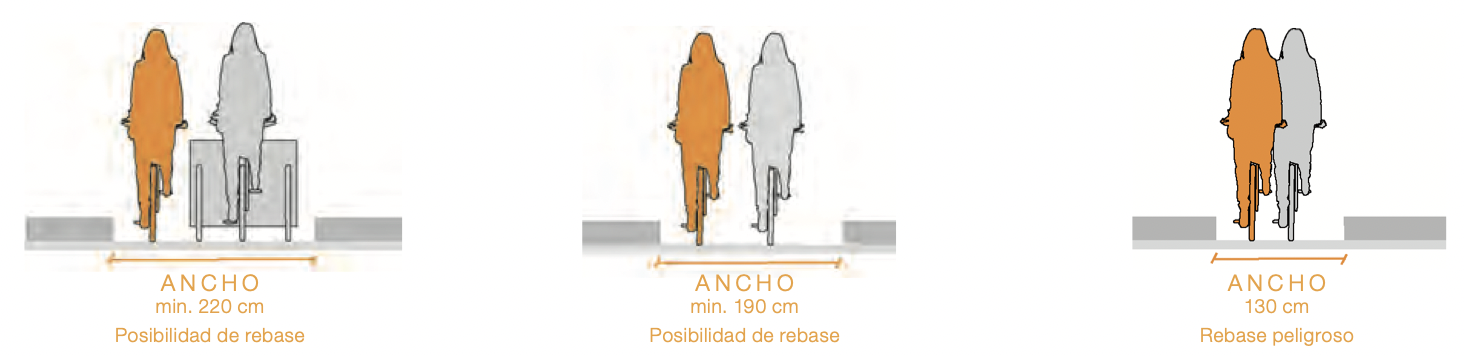 ANCHO
min. 220 cm
Posibilidad de rebase
ANCHO
min. 190 cm
Posibilidad de rebase
ANCHO
130 cm
Rebase peligroso